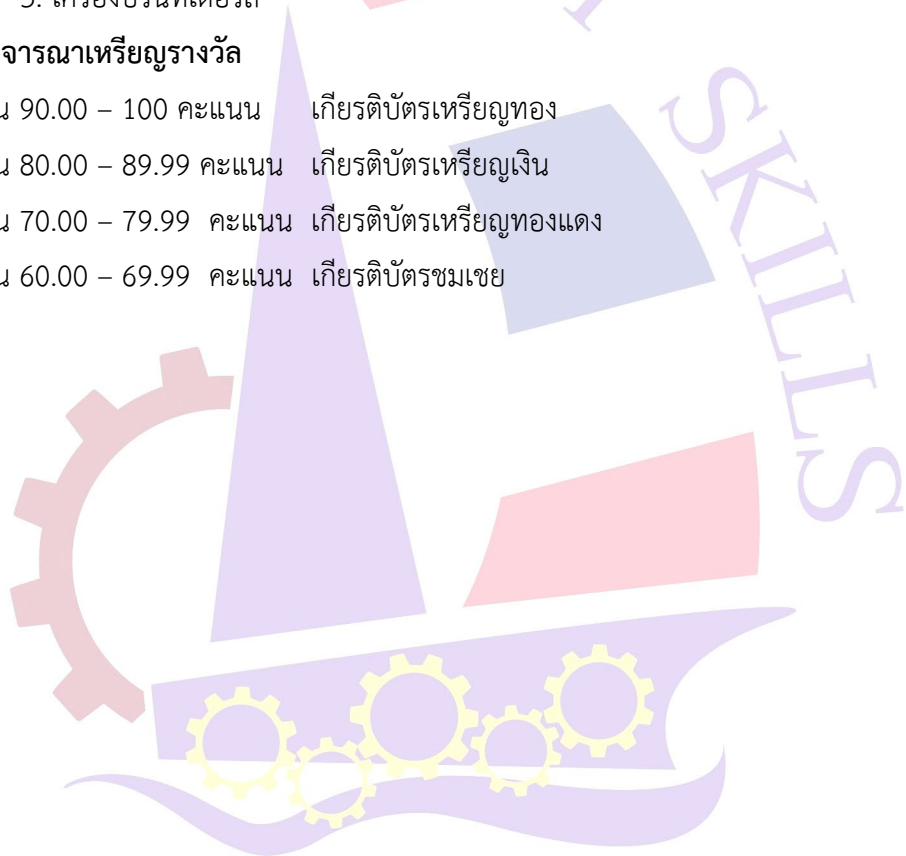 จารณาเหรียญรางวัล
น 90.00 – 100 คะแนน เกียรติบัตรเหรียญทอง
น 80.00 – 89.99 คะแนน เกียรติบัตรเหรียญเงิน
น 70.00 – 79.99 คะแนน เกียรติบัตรเหรียญทองแดง
น 60.00 – 69.99 คะแนน เกียรติบัตรชมเชย
SKILLS